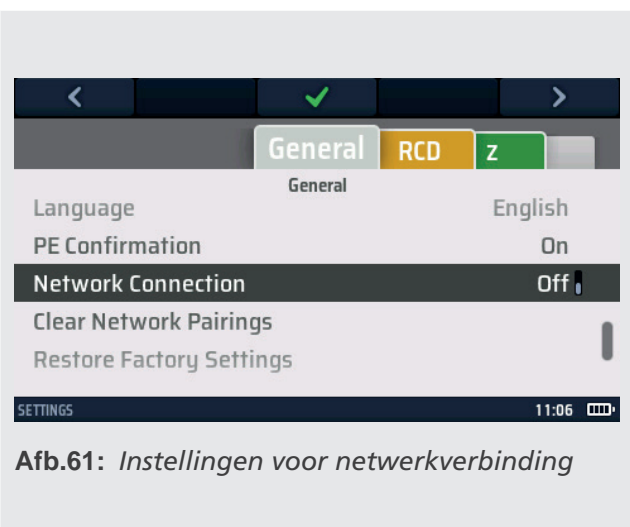 General RCD Z
General
Language English
PE Confirmation On
Network Connection Off
Clear Network Pairings
Restore Factory Settings
SETTINGS 11:06
Afb.61: Instellingen voor netwerkverbinding